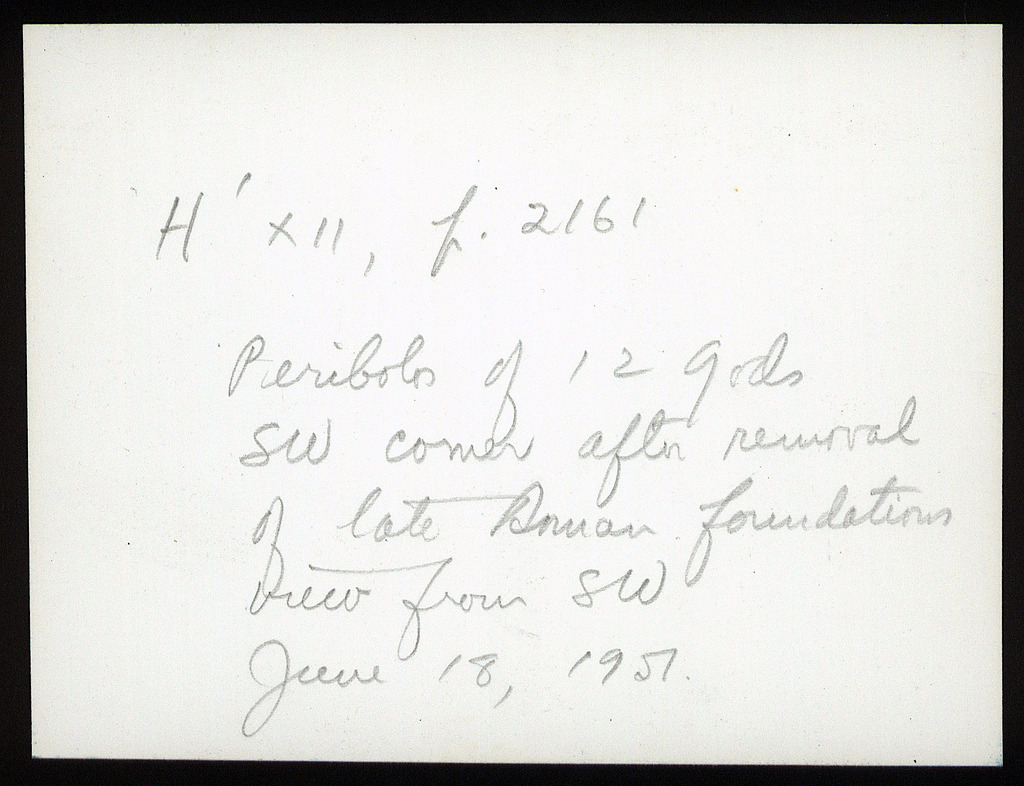 H' XII, p. 2161
Peribolos of 12 Gods
SW corner after removal
of late Roman foundations
View from SW
June 18, 1951.